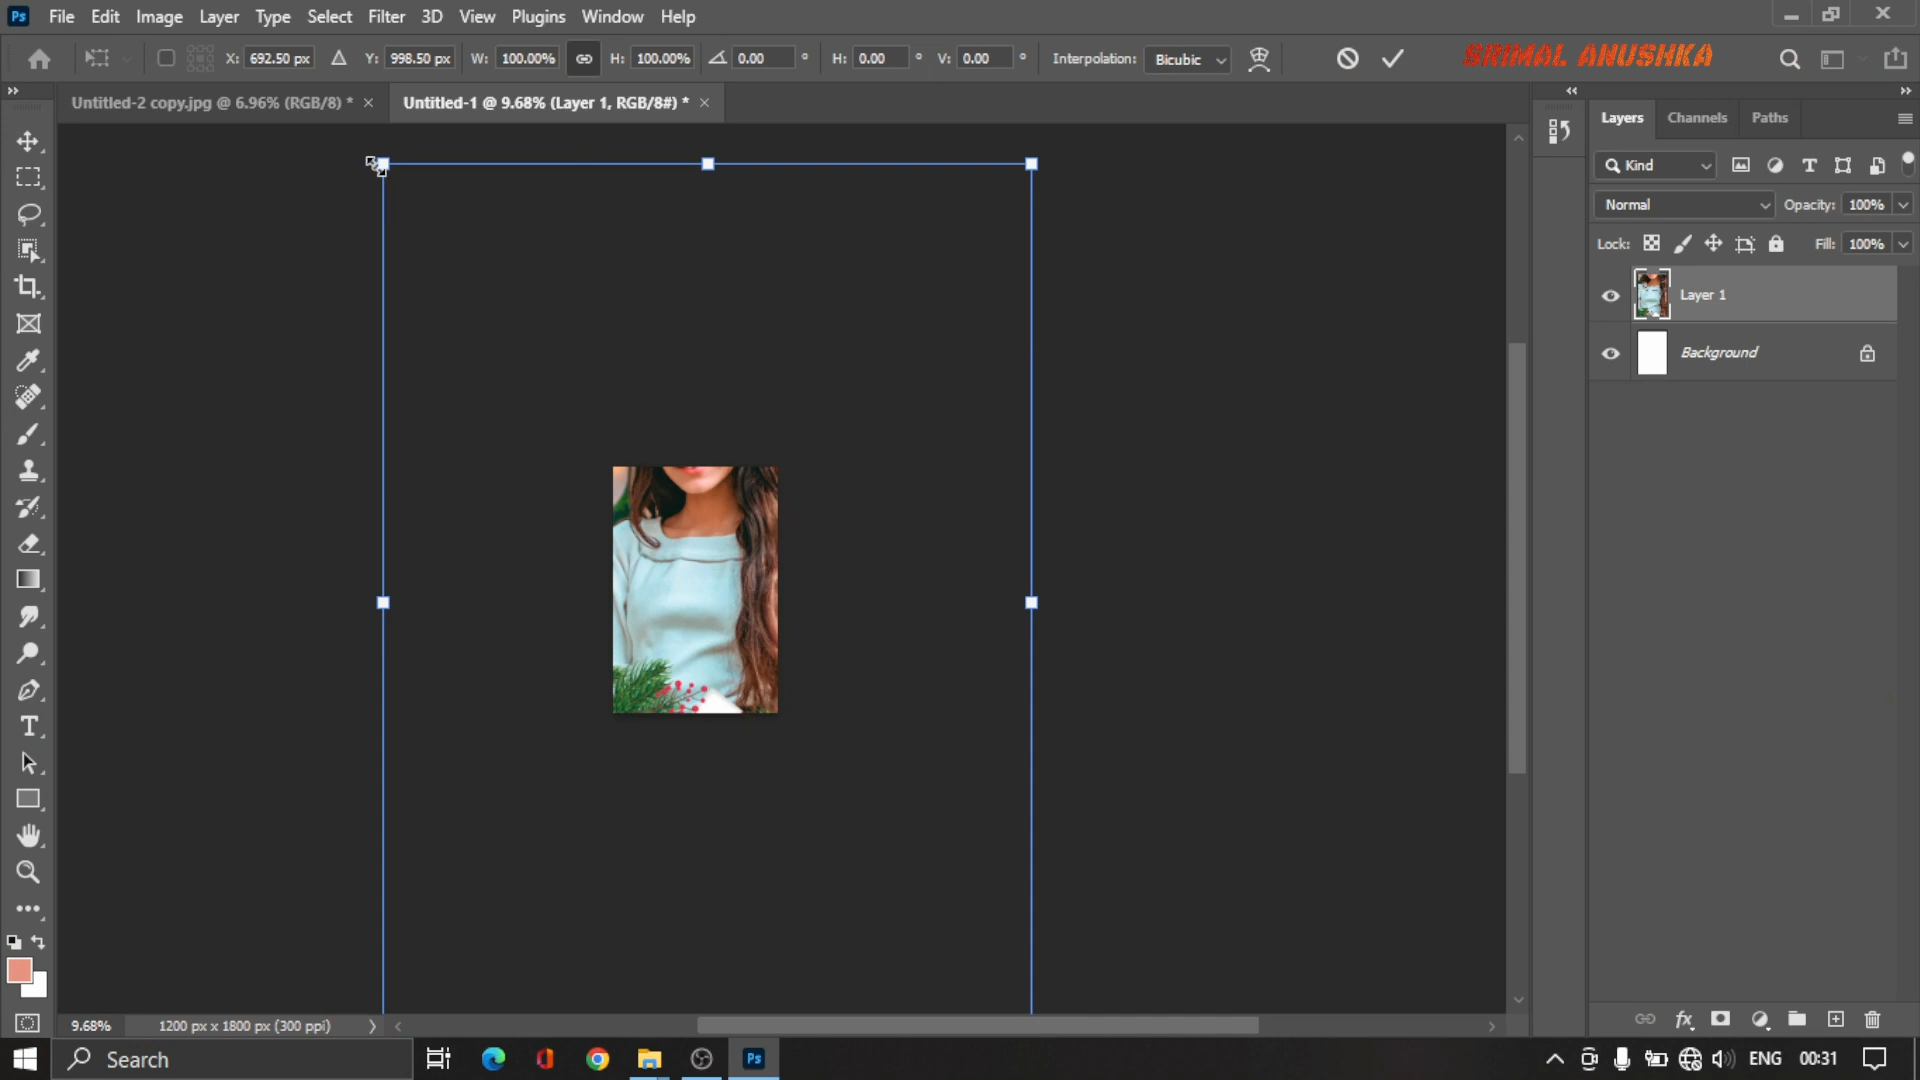 Ps File Edit Image Layer Type Select Filter 3D View Plugins Window Help
X: 692.50 px Y: 998.50 px W: 100.00% H: 100.00% 0.00 ° H: 0.00 ° V: 0.00 ° Interpolation: Bicubic SRIMAL ANUSHKA
Untitled-2 copy.jpg @ 6.96% (RGB/8) * × Untitled-1 @ 9.68% (Layer 1, RGB/8#) * ×
Layers Channels Paths
Kind
Normal Opacity: 100%
Lock: Fill: 100%
Layer 1
Background
9.68% 1200 px x 1800 px (300 ppi)
Search Ps ENG 00:31